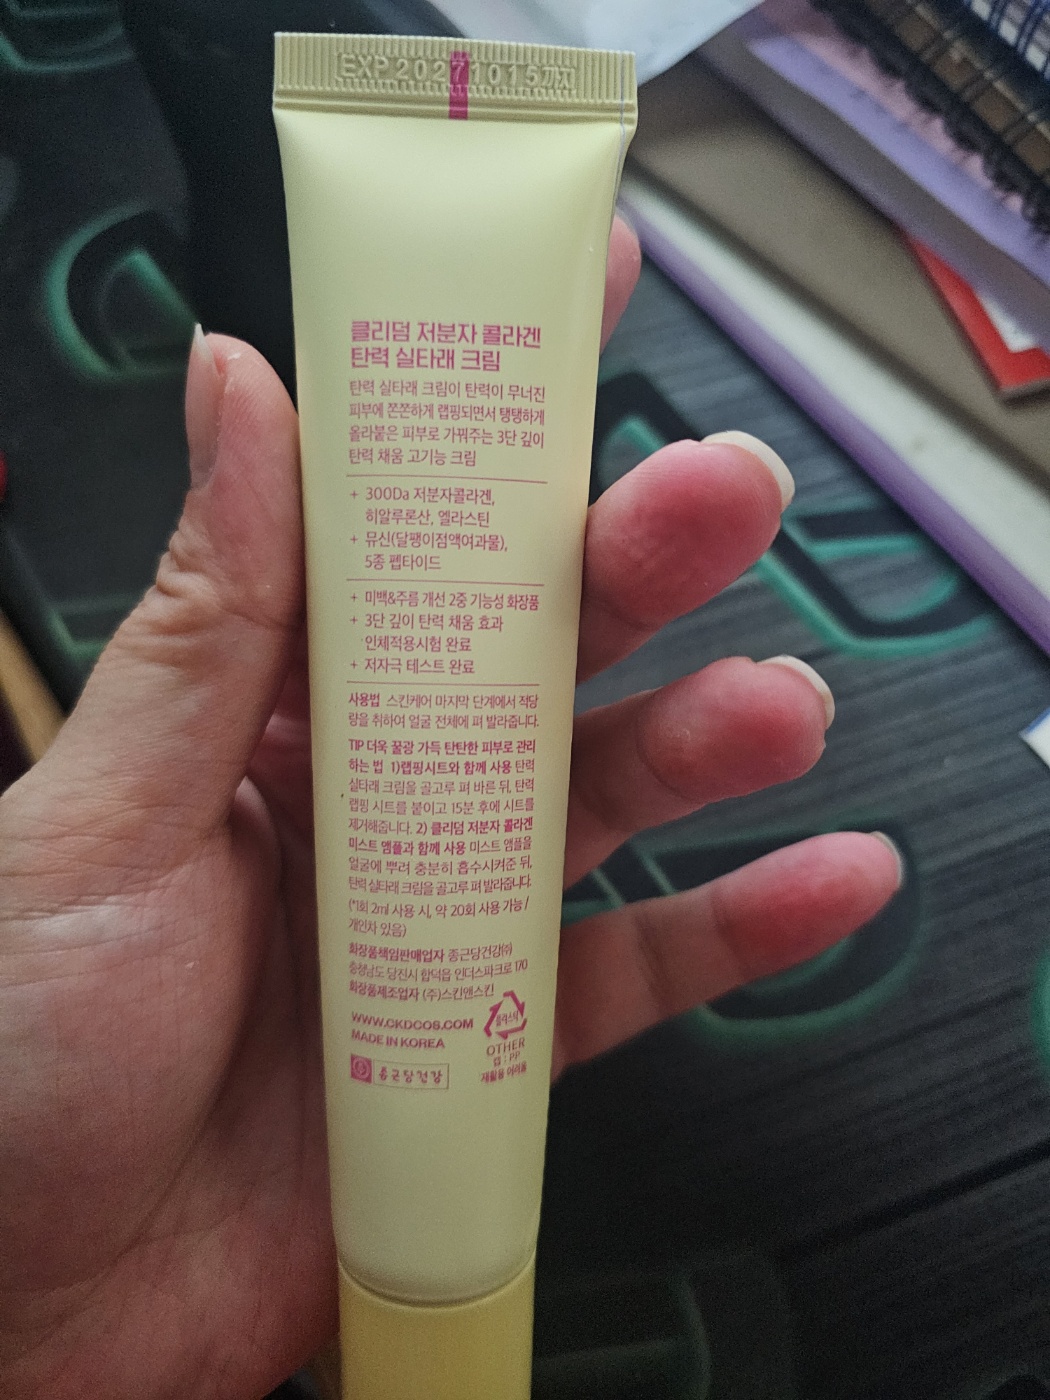 EXP 20271015까지
클리덤 저분자 콜라겐
탄력 실타래 크림
탄력 실타래 크림이 탄력이 무너진
피부에 쫀쫀하게 랩핑되면서 탱탱하게
올라붙은 피부로 가꿔주는 3단 깊이
탄력 채움 고기능 크림
+ 300Da 저분자콜라겐,
히알루론산, 엘라스틴
+ 뮤신(달팽이점액여과물),
5종 펩타이드
+ 미백&주름 개선 2중 기능성 화장품
+ 3단 깊이 탄력 채움 효과
인체적용시험 완료
+ 저자극 테스트 완료
사용법 스킨케어 마지막 단계에서 적당
량을 취하여 얼굴 전체에 펴 발라줍니다.
TIP 더욱 꿀광 가득 탄탄한 피부로 관리
하는 법 1)랩핑시트와 함께 사용 탄력
실타래 크림을 골고루 펴 바른 뒤, 탄력
랩핑 시트를 붙이고 15분 후에 시트를
제거해줍니다. 2) 클리덤 저분자 콜라겐
미스트 앰플과 함께 사용 미스트 앰플을
얼굴에 뿌려 충분히 흡수시켜준 뒤,
탄력 실타래 크림을 골고루 펴 발라줍니다.
(*1회 2ml 사용 시, 약 20회 사용 가능 /
개인차 있음)
화장품책임판매업자 종근당건강㈜
충청남도 당진시 합덕읍 인더스파크로 170
화장품제조업자 (주)스킨앤스킨
WWW.CKDCOS.COM
MADE IN KOREA
종근당건강
플라스틱
OTHER
캡 : PP
재활용 어려움